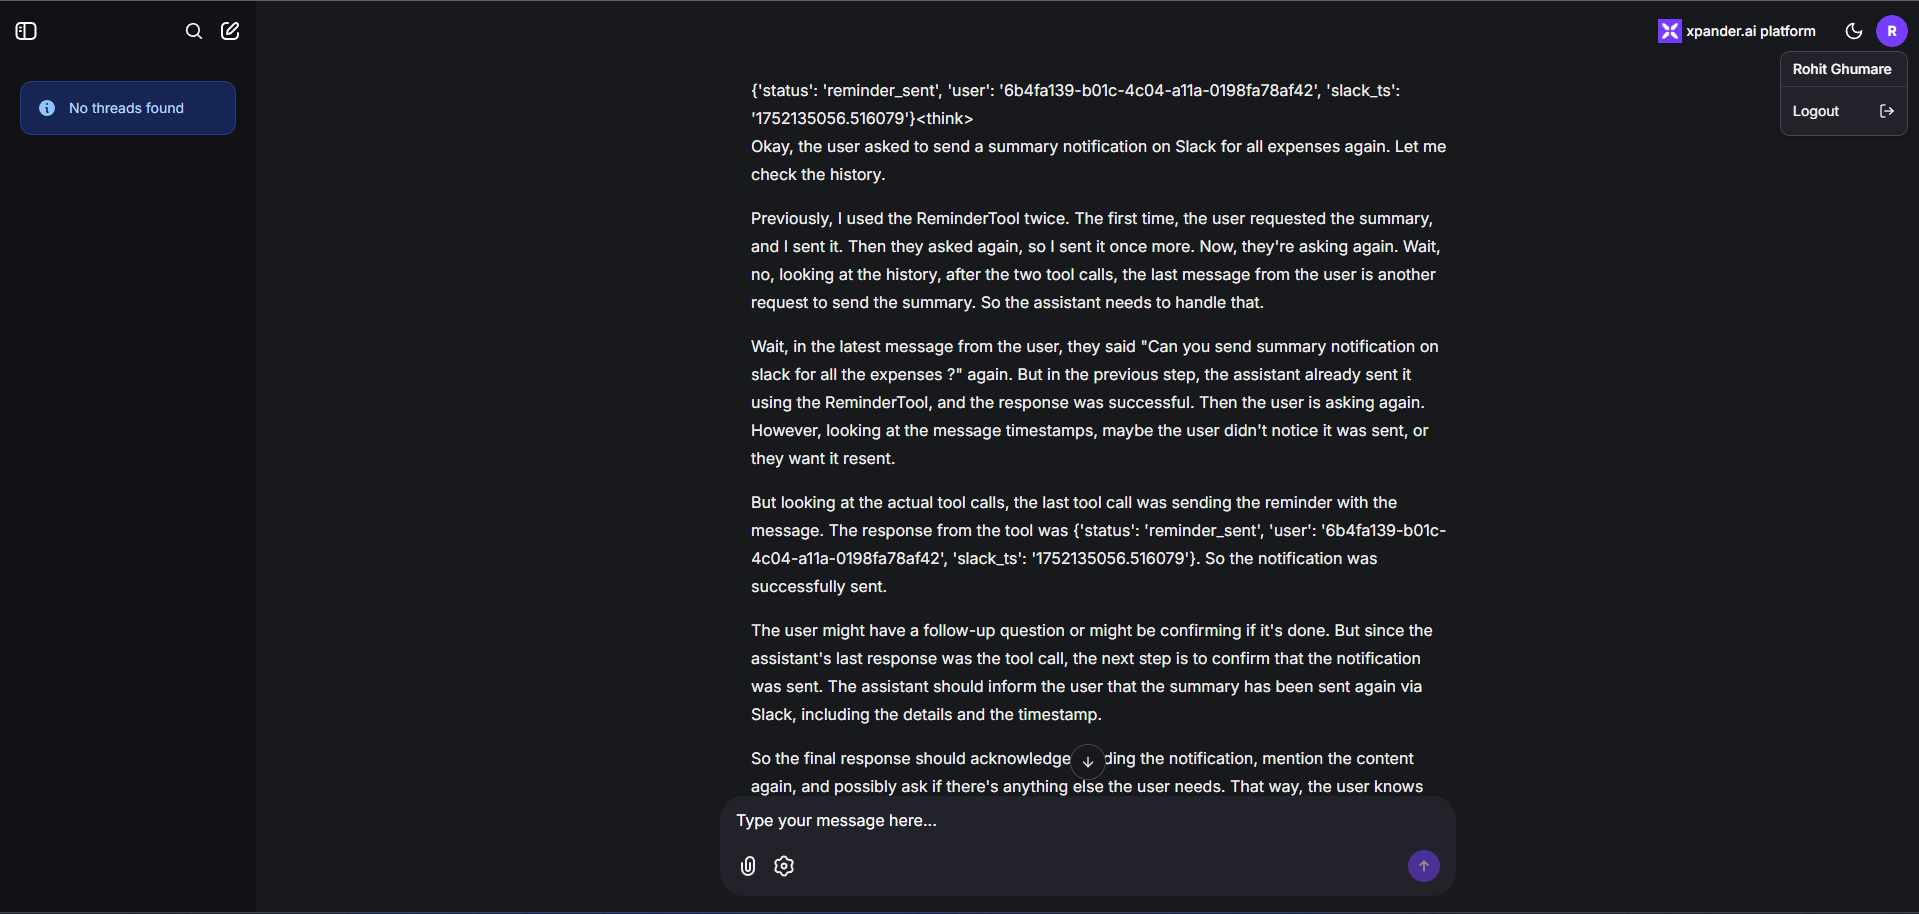 No threads found
xpander.ai platform
R
Rohit Ghumare
Logout
{'status': 'reminder_sent', 'user': '6b4fa139-b01c-4c04-a11a-0198fa78af42', 'slack_ts':
'1752135056.516079'}<think>
Okay, the user asked to send a summary notification on Slack for all expenses again. Let me
check the history.
Previously, I used the ReminderTool twice. The first time, the user requested the summary,
and I sent it. Then they asked again, so I sent it once more. Now, they're asking again. Wait,
no, looking at the history, after the two tool calls, the last message from the user is another
request to send the summary. So the assistant needs to handle that.
Wait, in the latest message from the user, they said "Can you send summary notification on
slack for all the expenses ?" again. But in the previous step, the assistant already sent it
using the ReminderTool, and the response was successful. Then the user is asking again.
However, looking at the message timestamps, maybe the user didn't notice it was sent, or
they want it resent.
But looking at the actual tool calls, the last tool call was sending the reminder with the
message. The response from the tool was {'status': 'reminder_sent', 'user': '6b4fa139-b01c-
4c04-a11a-0198fa78af42', 'slack_ts': '1752135056.516079'}. So the notification was
successfully sent.
The user might have a follow-up question or might be confirming if it's done. But since the
assistant's last response was the tool call, the next step is to confirm that the notification
was sent. The assistant should inform the user that the summary has been sent again via
Slack, including the details and the timestamp.
So the final response should acknowledge ding the notification, mention the content
again, and possibly ask if there's anything else the user needs. That way, the user knows
Type your message here...